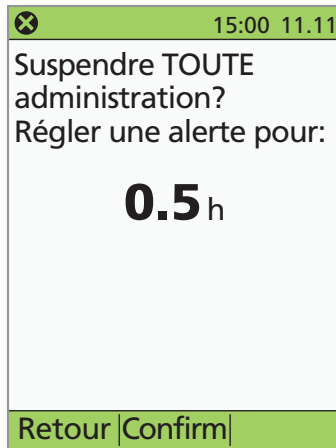 15:00 11.11
Suspendre TOUTE
administration?
Régler une alerte pour:
0.5 h
Retour Confirm